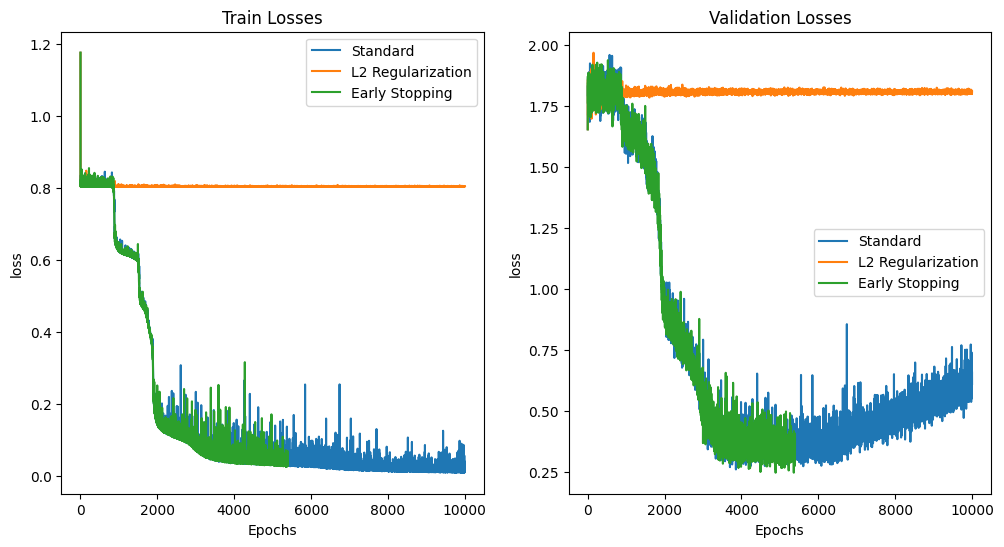 Train Losses
1.2
1.0
0.8
0.6
0.4
0.2
0.0
loss
Standard
L2 Regularization
Early Stopping
0 2000 4000 6000 8000 10000
Epochs
Validation Losses
2.00
1.75
1.50
1.25
1.00
0.75
0.50
0.25
loss
Standard
L2 Regularization
Early Stopping
0 2000 4000 6000 8000 10000
Epochs